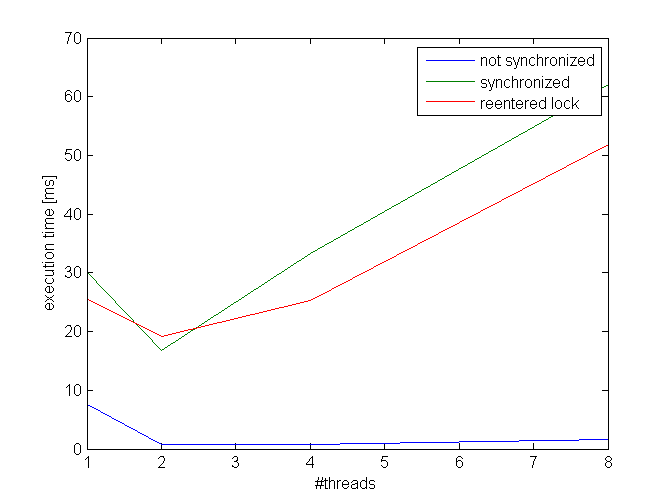 70
60
50
40
30
20
10
0
execution time [ms]
not synchronized
synchronized
reentered lock
1 2 3 4 5 6 7 8
#threads